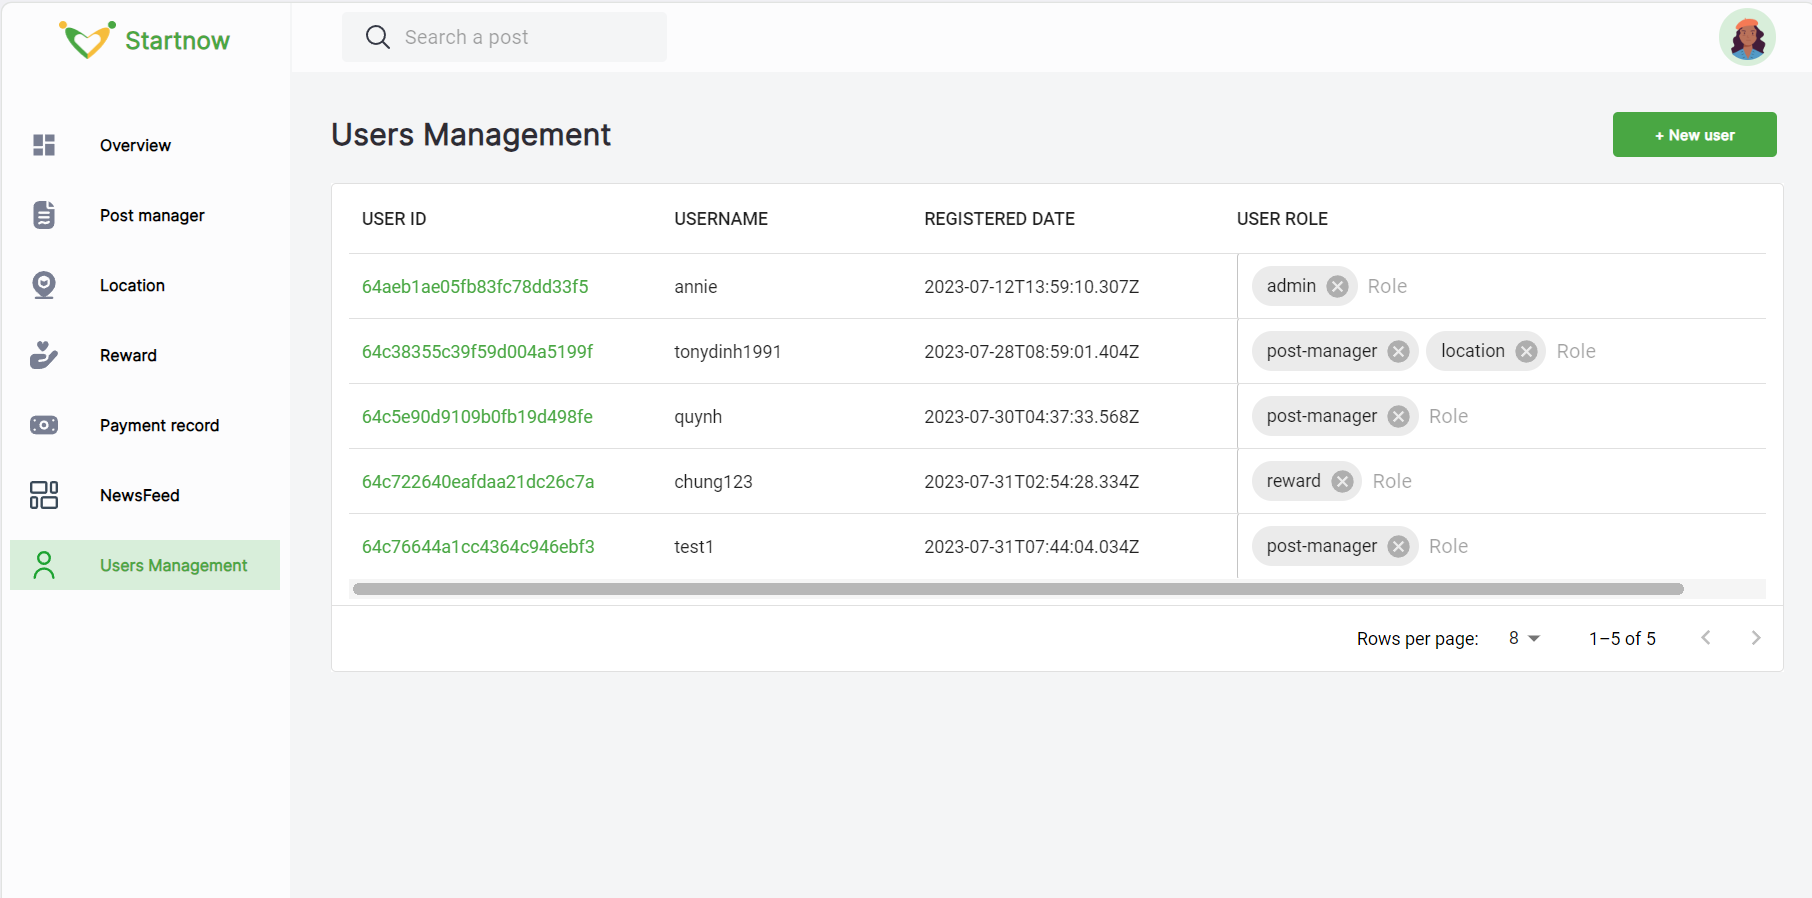 Startnow
Search a post
Overview
Post manager
Location
Reward
Payment record
NewsFeed
Users Management
Users Management
+ New user
USER ID USERNAME REGISTERED DATE USER ROLE
64aeb1ae05fb83fc78dd33f5 annie 2023-07-12T13:59:10.307Z admin Role
64c38355c39f59d004a5199f tonydinh1991 2023-07-28T08:59:01.404Z post-manager location Role
64c5e90d9109b0fb19d498fe quynh 2023-07-30T04:37:33.568Z post-manager Role
64c722640eafdaa21dc26c7a chung123 2023-07-31T02:54:28.334Z reward Role
64c76644a1cc4364c946ebf3 test1 2023-07-31T07:44:04.034Z post-manager Role
Rows per page: 8 1–5 of 5